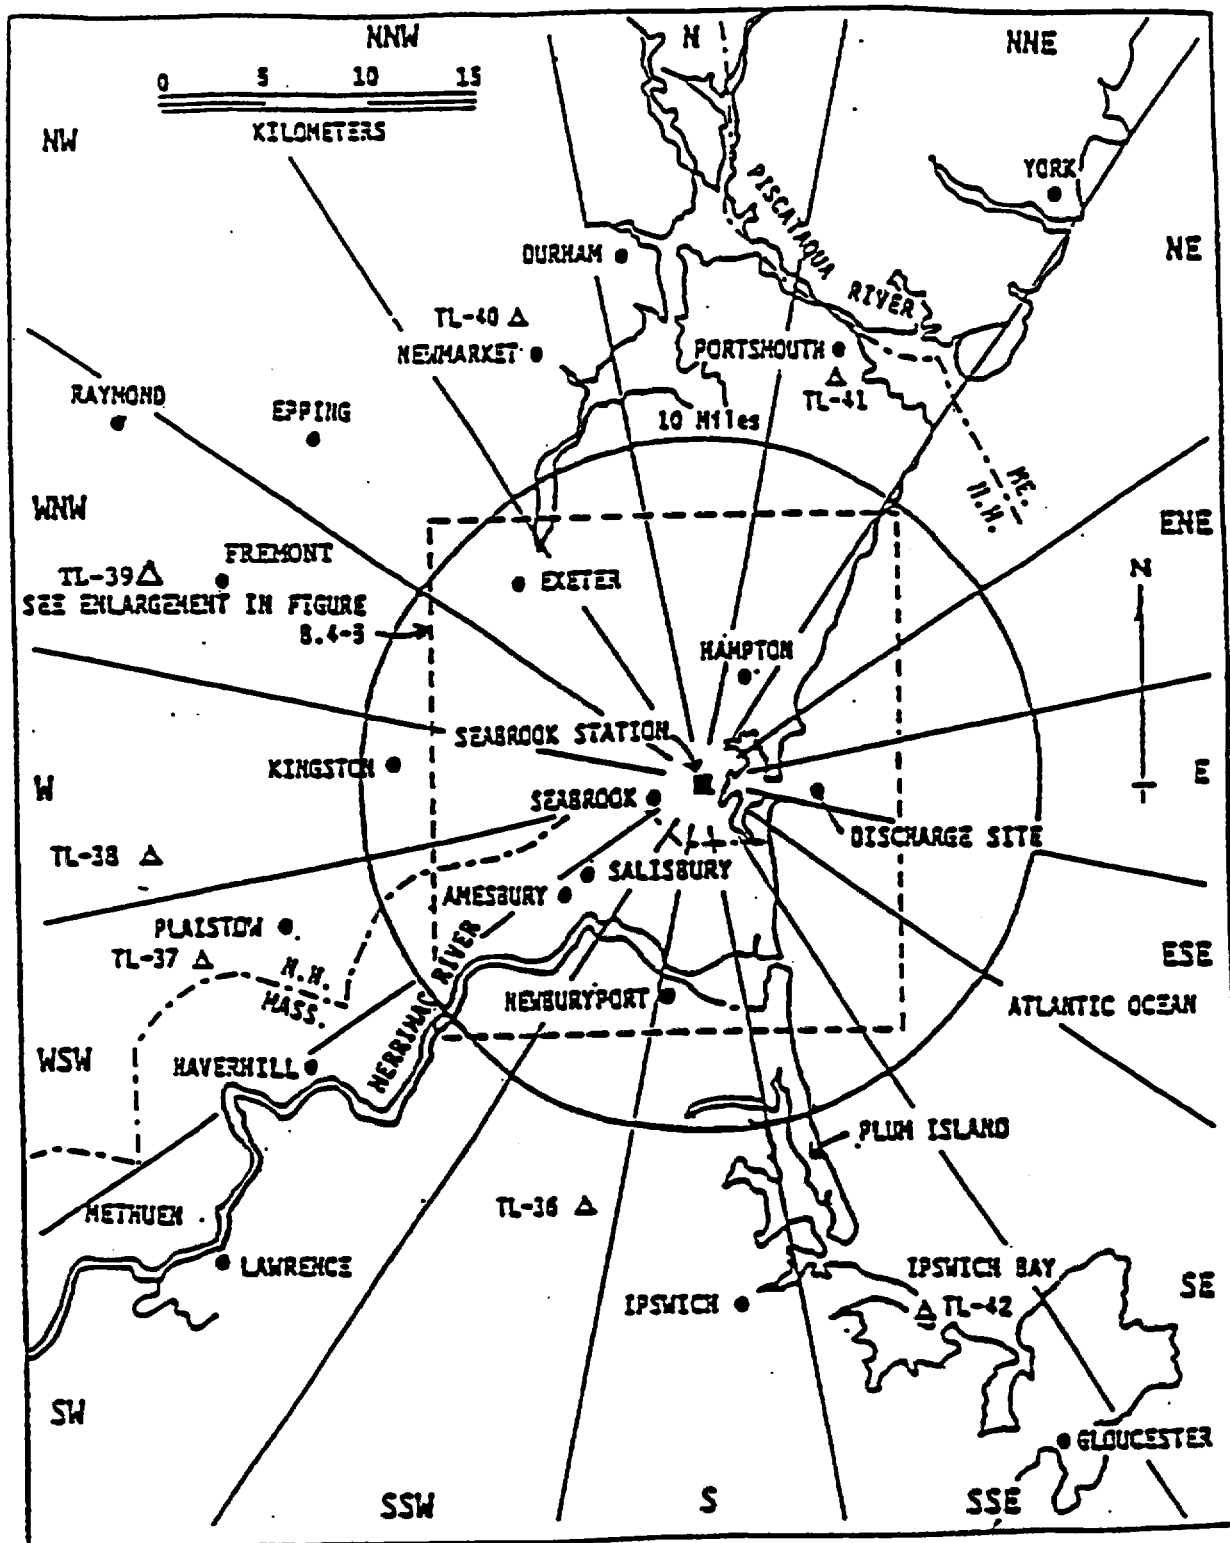 NNW
N
NNE
0 5 10 15
KILOMETERS
NW
YORK
PISCATAQUA
RIVER
NE
DURHAM
TL-40
NEWMARKET
PORTSMOUTH
TL-41
RAYMOND
EPPING
10 Miles
WNW
ME.
N.H.
ENE
FREMONT
TL-39
SEE ENLARGEMENT IN FIGURE
B.4-3
EXETER
N
HAMPTON
SEABROOK STATION
KINGSTON
W
E
SEABROOK
DISCHARGE SITE
TL-38
SALISBURY
AMESBURY
PLAISTOW
TL-37
N.H.
MASS.
MERRIMAC RIVER
ESE
NEWBURYPORT
ATLANTIC OCEAN
WSW
HAVERHILL
PLUM ISLAND
TL-36
METHUEN
LAWRENCE
IPSWICH BAY
SE
IPSWICH
TL-42
SW
GLOUCESTER
SSW
S
SSE